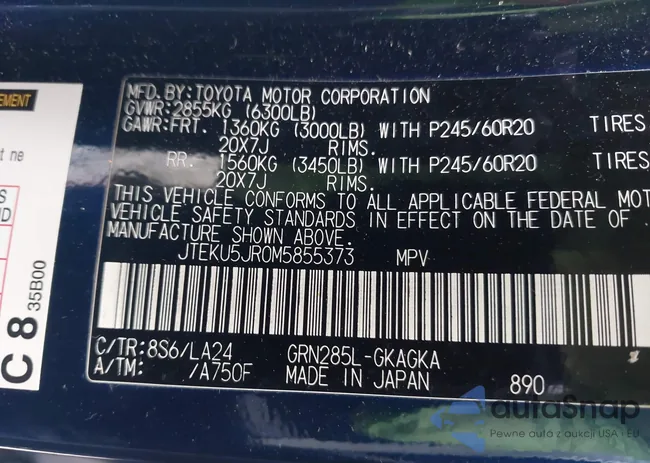 MFD.BY:TOYOTA MOTOR CORPORATION
GVWR:2855KG (6300LB)
GAWR:FRT. 1360KG (3000LB) WITH P245/60R20 TIRES
20X7J RIMS.
RR. 1560KG (3450LB) WITH P245/60R20 TIRES
20X7J RIMS.
THIS VEHICLE CONFORMS TO ALL APPLICABLE FEDERAL MOT
VEHICLE SAFETY STANDARDS IN EFFECT ON THE DATE OF
MANUFACTURE SHOWN ABOVE.
JTEKU5JR0M5855373 MPV
C/TR:8S6/LA24 GRN285L-GKAGKA
A/TM: /A750F MADE IN JAPAN 890
EMENT
t ne
S
ND
C 8 35B00
autaSnap
Pewne auta z aukcji USA i EU